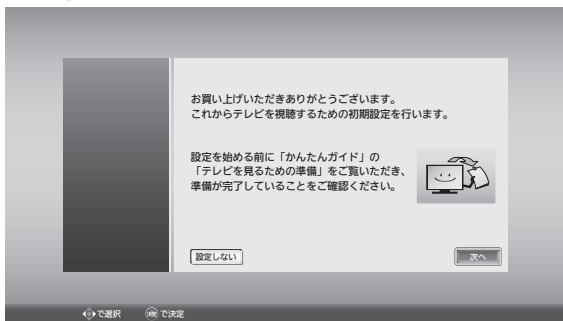 お買い上げいただきありがとうございます。
これからテレビを視聴するための初期設定を行います。
設定を始める前に「かんたんガイド」の
「テレビを見るための準備」をご覧いただき、
準備が完了していることをご確認ください。
設定しない
次へ
で選択 で決定